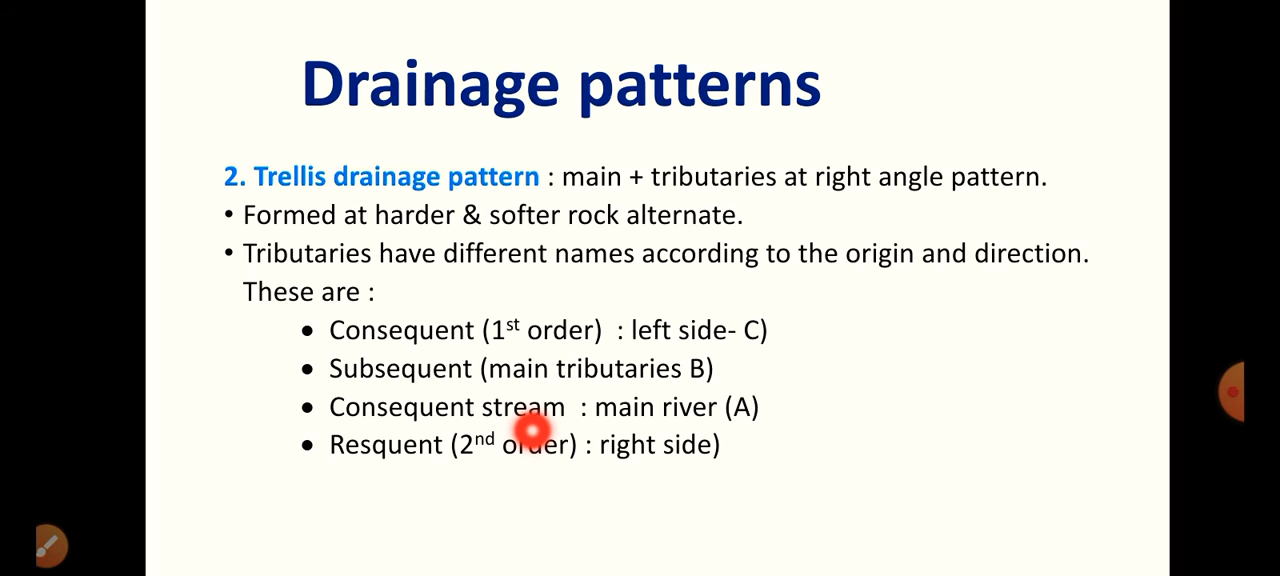 Drainage patterns
2. Trellis drainage pattern : main + tributaries at right angle pattern.
• Formed at harder & softer rock alternate.
• Tributaries have different names according to the origin and direction.
These are :
• Consequent (1st order) : left side- C)
• Subsequent (main tributaries B)
• Consequent stream : main river (A)
• Resquent (2nd order) : right side)